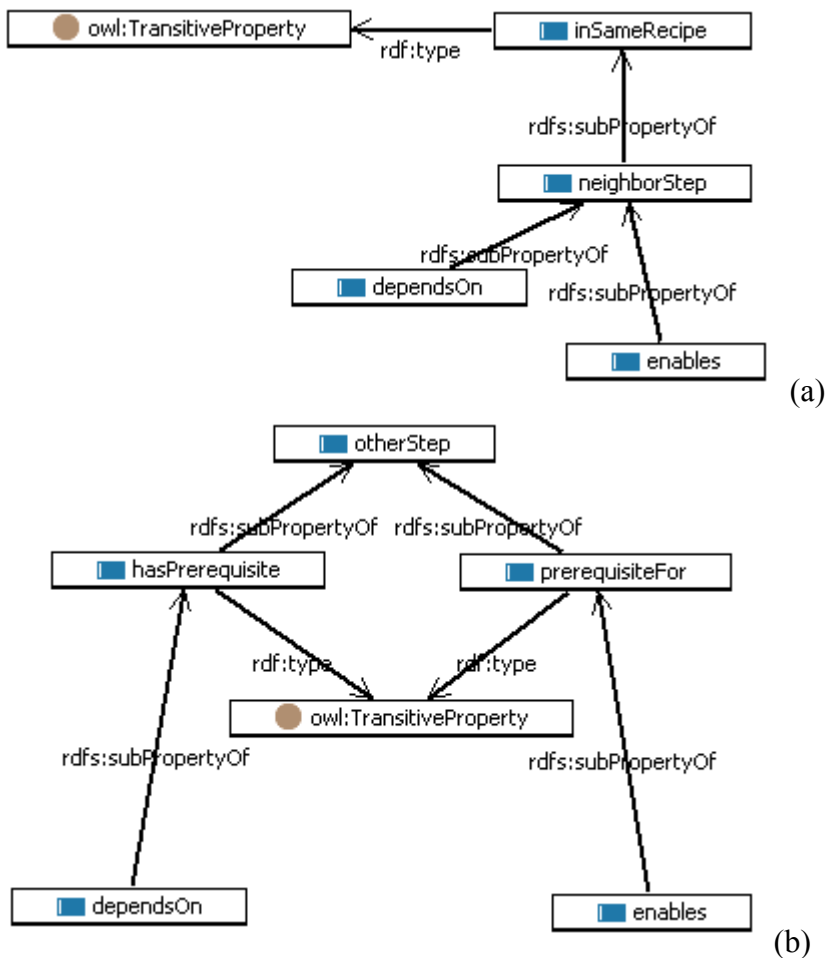 owl:TransitiveProperty
inSameRecipe
rdf:type
rdfs:subPropertyOf
neighborStep
rdfs:subPropertyOf
dependsOn
rdfs:subPropertyOf
enables
(a)
otherStep
rdfs:subPropertyOf rdfs:subPropertyOf
hasPrerequisite
prerequisiteFor
rdf:type
rdf:type
owl:TransitiveProperty
rdfs:subPropertyOf
rdfs:subPropertyOf
dependsOn
enables
(b)